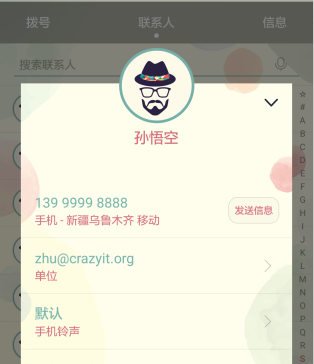 拨号 联系人 信息
搜索联系人
孙悟空
139 9999 8888
手机 - 新疆乌鲁木齐 移动
发送信息
zhu@crazyit.org
单位
默认
手机铃声
☆
#
A
B
C
D
E
F
G
H
I
J
K
L
M
N
O
P
Q
R
S